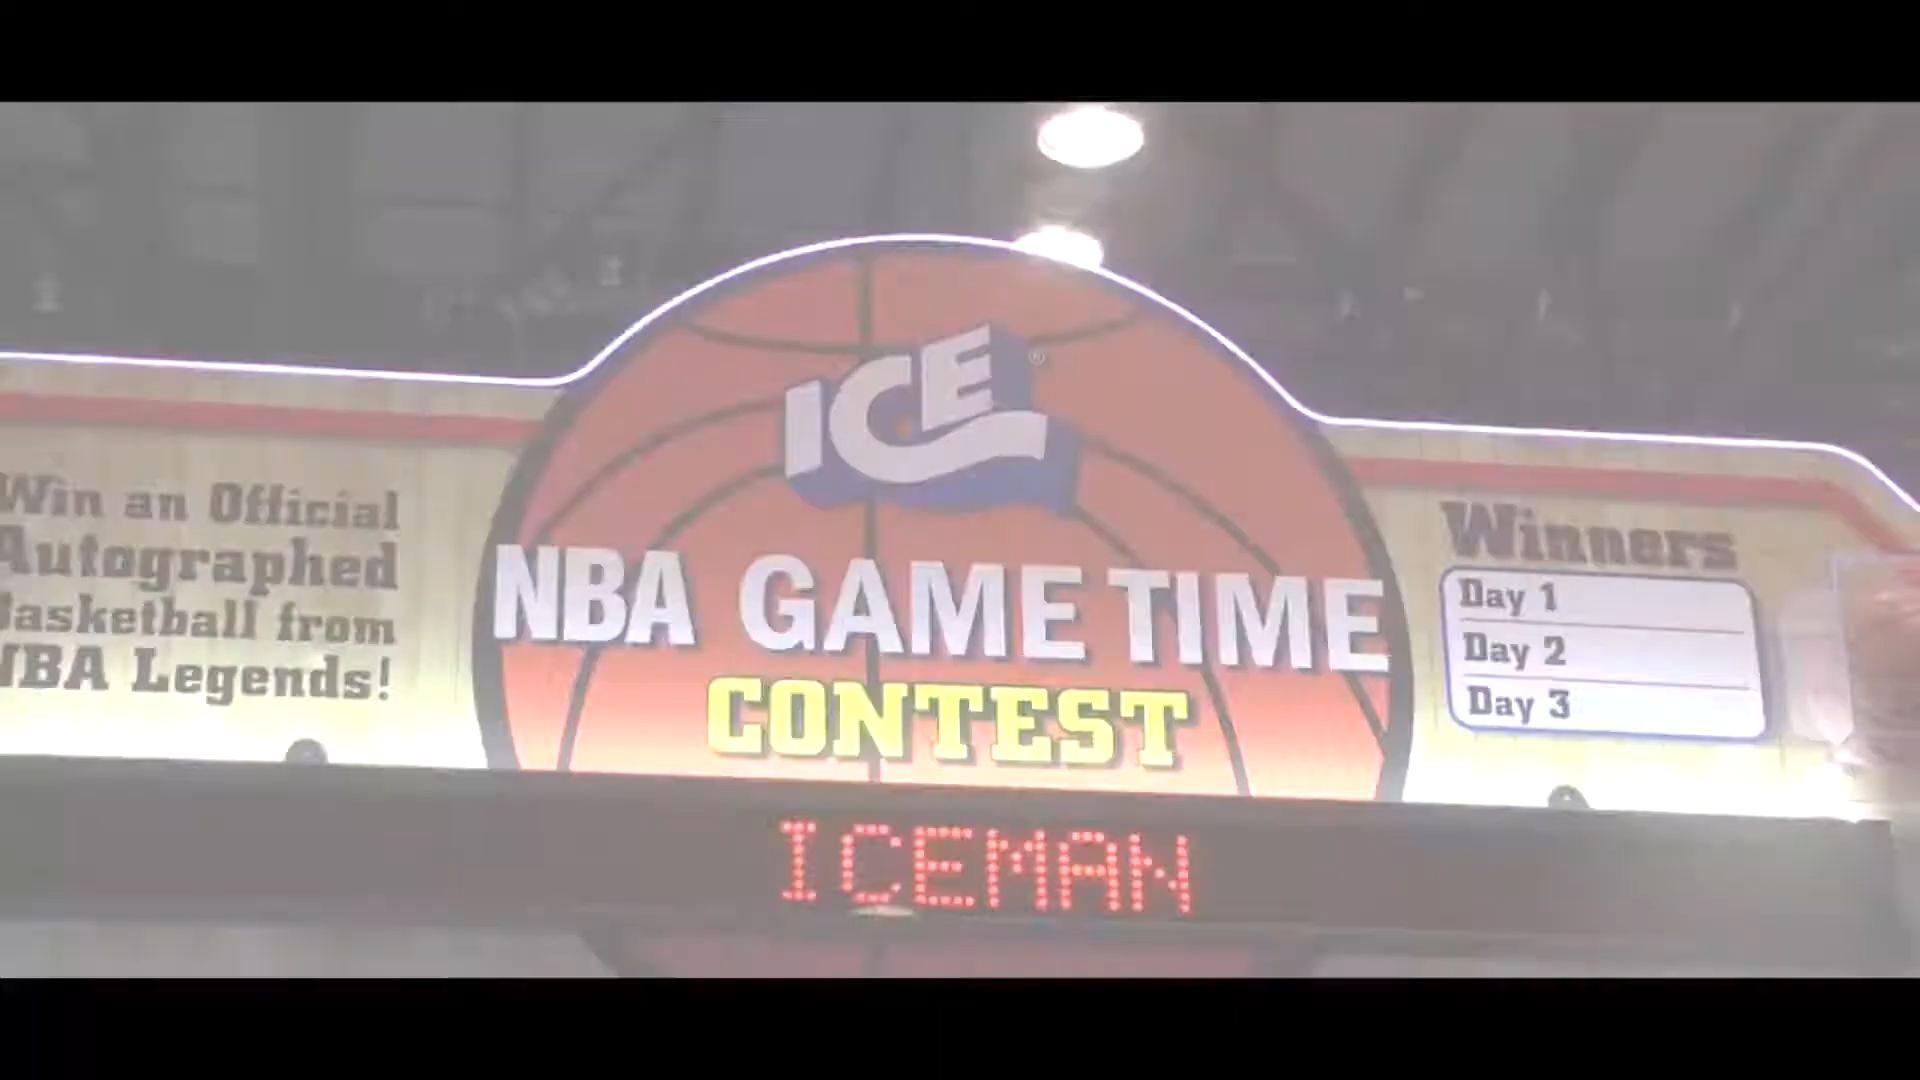 ICE
®
NBA GAME TIME
CONTEST
Win an Official
Autographed
Basketball from
NBA Legends!
Winners
Day 1
Day 2
Day 3
ICEMAN